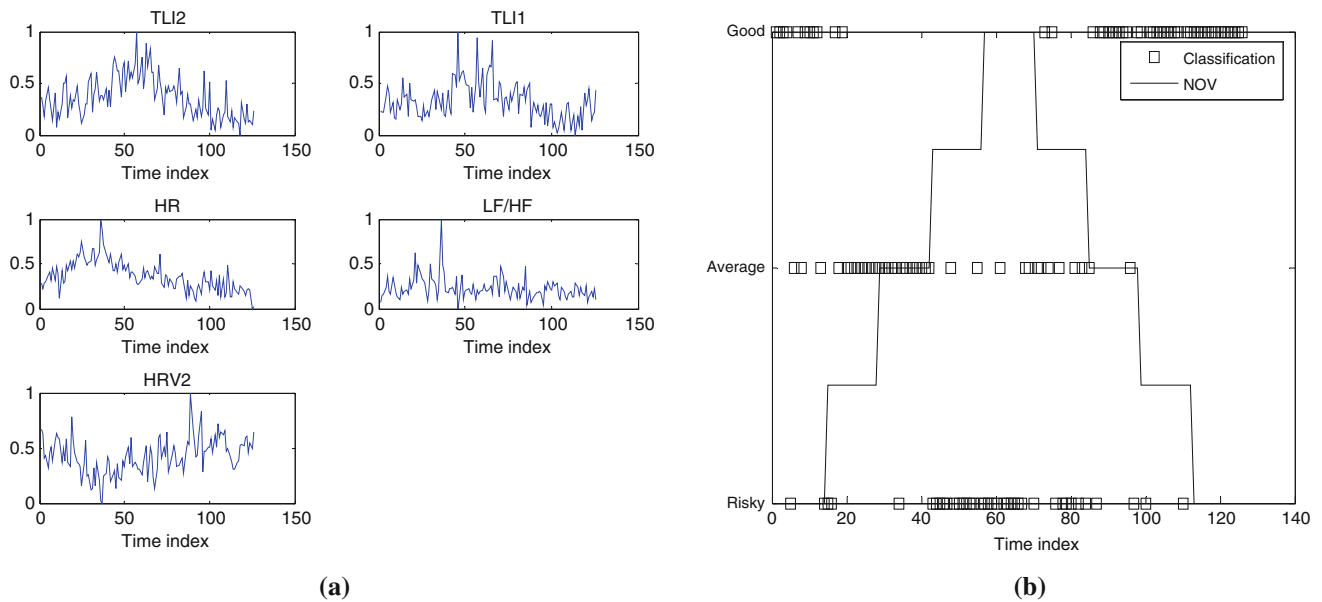 TLI2
1
0.5
0
0 50 100 150
Time index
TLI1
1
0.5
0
0 50 100 150
Time index
HR
1
0.5
0
0 50 100 150
Time index
LF/HF
1
0.5
0
0 50 100 150
Time index
HRV2
1
0.5
0
0 50 100 150
Time index
(a)
Good
Average
Risky
Classification
NOV
0 20 40 60 80 100 120 140
Time index
(b)